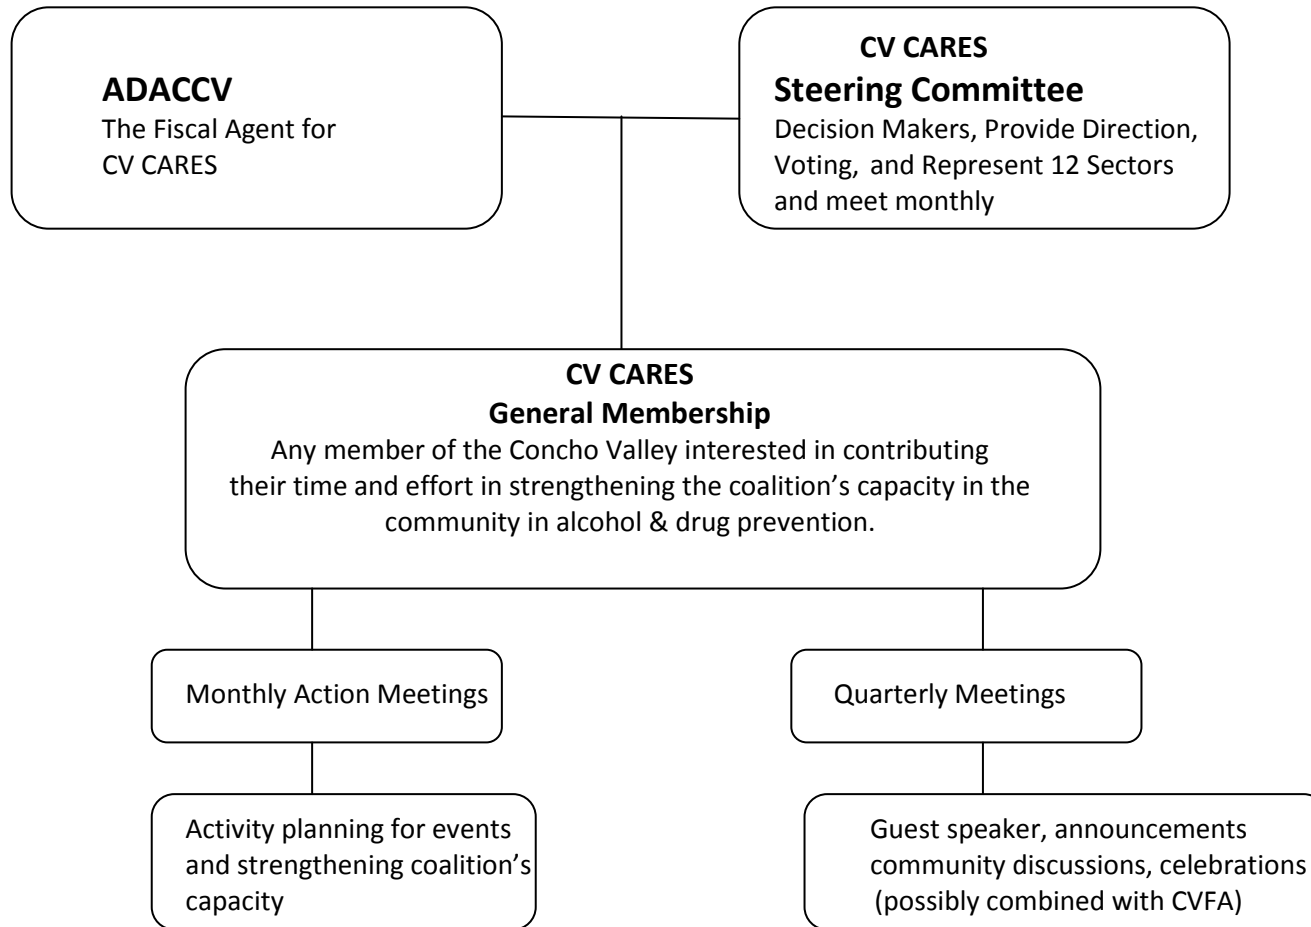 ADACCV
The Fiscal Agent for
CV CARES
CV CARES
Steering Committee
Decision Makers, Provide Direction,
Voting, and Represent 12 Sectors
and meet monthly
CV CARES
General Membership
Any member of the Concho Valley interested in contributing
their time and effort in strengthening the coalition’s capacity in the
community in alcohol & drug prevention.
Monthly Action Meetings
Quarterly Meetings
Activity planning for events
and strengthening coalition’s
capacity
Guest speaker, announcements
community discussions, celebrations
(possibly combined with CVFA)